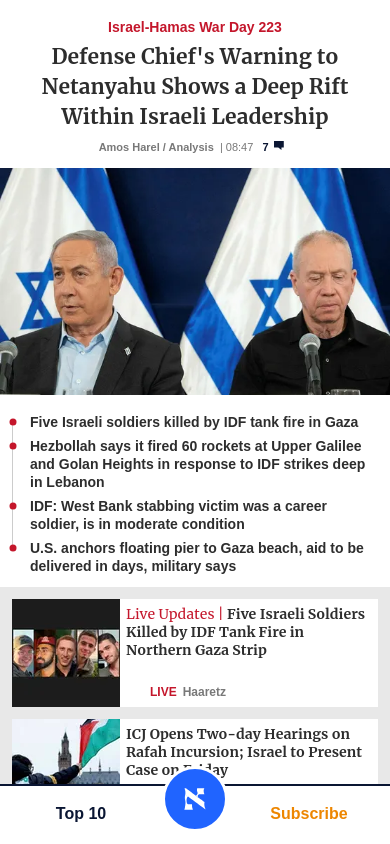 Israel-Hamas War Day 223
Defense Chief's Warning to
Netanyahu Shows a Deep Rift
Within Israeli Leadership
Amos Harel / Analysis | 08:47 7
Five Israeli soldiers killed by IDF tank fire in Gaza
Hezbollah says it fired 60 rockets at Upper Galilee
and Golan Heights in response to IDF strikes deep
in Lebanon
IDF: West Bank stabbing victim was a career
soldier, is in moderate condition
U.S. anchors floating pier to Gaza beach, aid to be
delivered in days, military says
Live Updates | Five Israeli Soldiers
Killed by IDF Tank Fire in
Northern Gaza Strip
LIVE Haaretz
ICJ Opens Two-day Hearings on
Rafah Incursion; Israel to Present
Case on Friday
Top 10
Subscribe